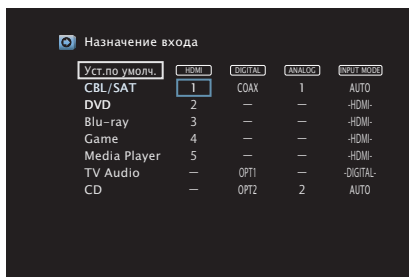 Назначение входа
Уст.по умолч. HDMI DIGITAL ANALOG INPUT MODE
CBL/SAT 1 COAX 1 AUTO
DVD 2 — — -HDMI-
Blu-ray 3 — — -HDMI-
Game 4 — — -HDMI-
Media Player 5 — — -HDMI-
TV Audio — OPT1 — -DIGITAL-
CD — OPT2 2 AUTO